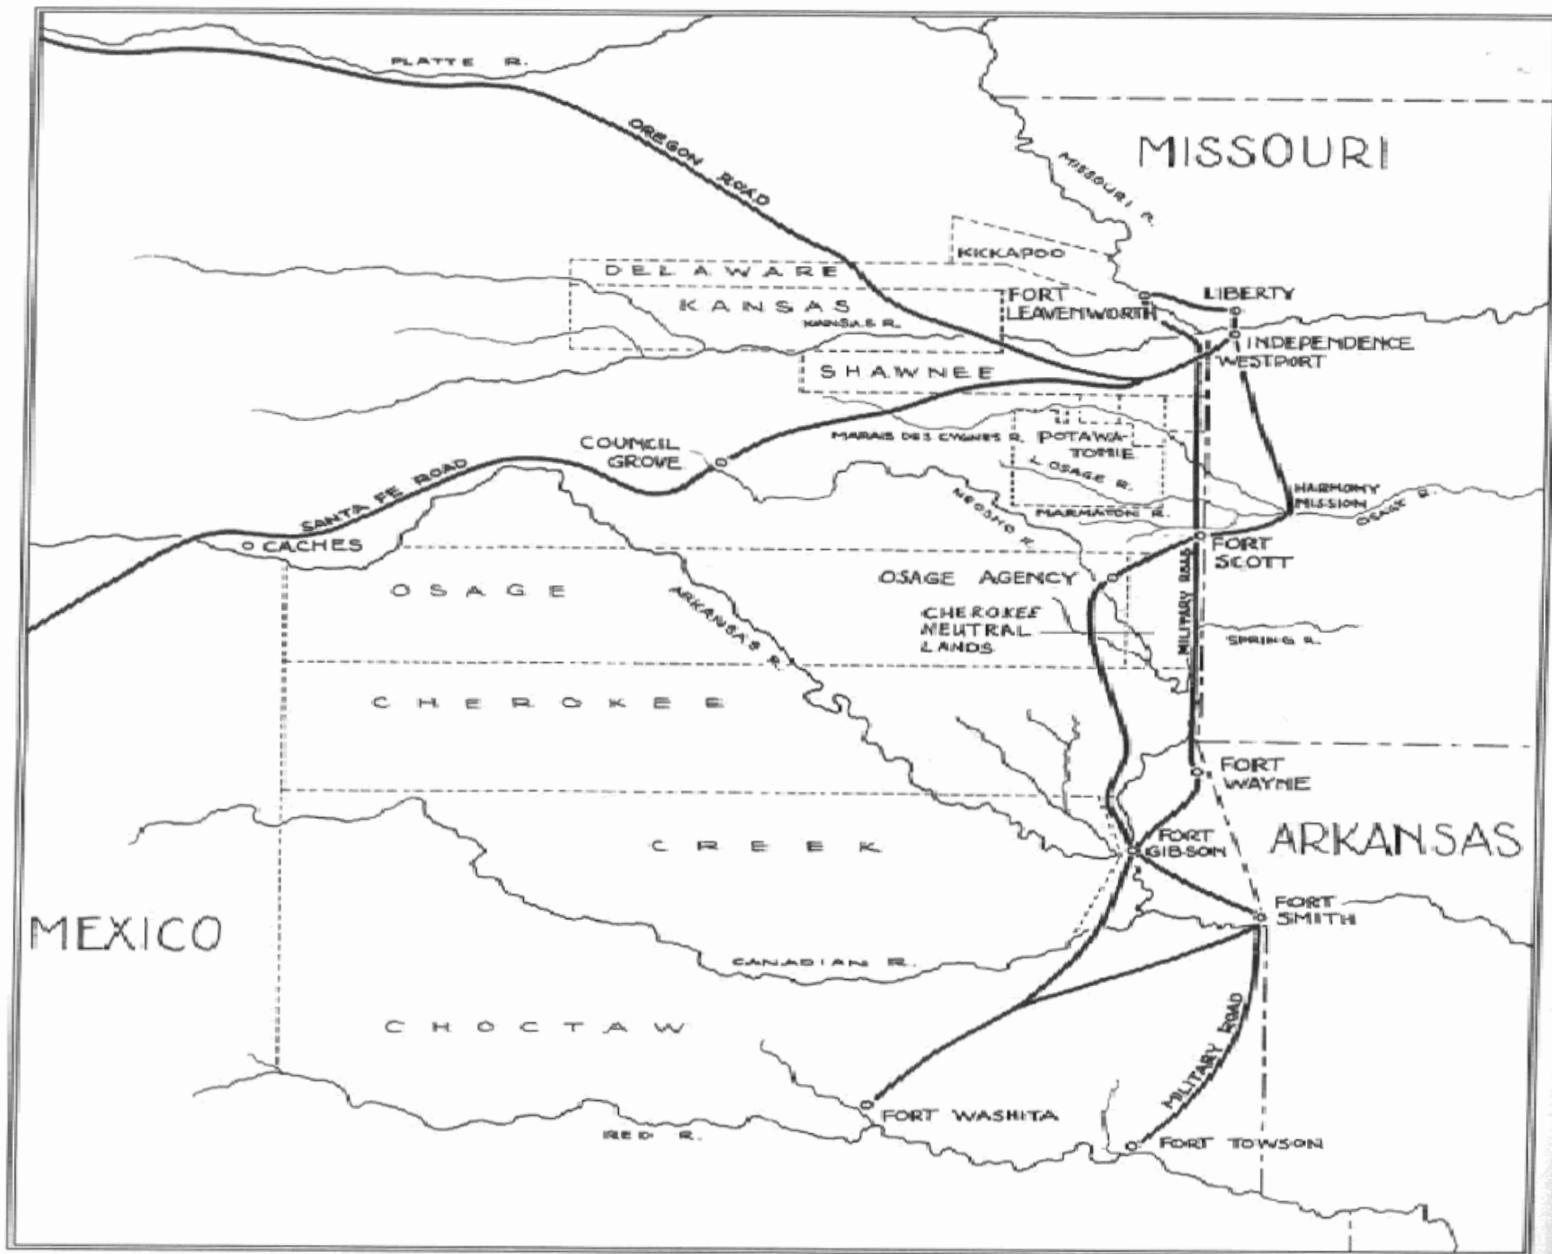 PLATTE R.
OREGON ROAD
MISSOURI
MISSOURI R.
KICKAPOO
DELAWARE
KANSAS
KANSAS R.
FORT
LEAVENWORTH
LIBERTY
INDEPENDENCE
WESTPORT
SHAWNEE
MARAIS DES CYGNES R.
POTAWA-
TOMIE
COUNCIL
GROVE
L. OSAGE R.
SANTA FE ROAD
NEOSHO R.
MARMATON R.
HARMONY
MISSION
OSAGE R.
CACHES
FORT
SCOTT
OSAGE
ARKANSAS R.
OSAGE AGENCY
CHEROKEE
NEUTRAL
LANDS
MILITARY ROAD
SPRING R.
CHEROKEE
FORT
WAYNE
CREEK
FORT
GIBSON
ARKANSAS
MEXICO
FORT
SMITH
CANADIAN R.
CHOCTAW
MILITARY ROAD
FORT WASHITA
RED R.
FORT TOWSON